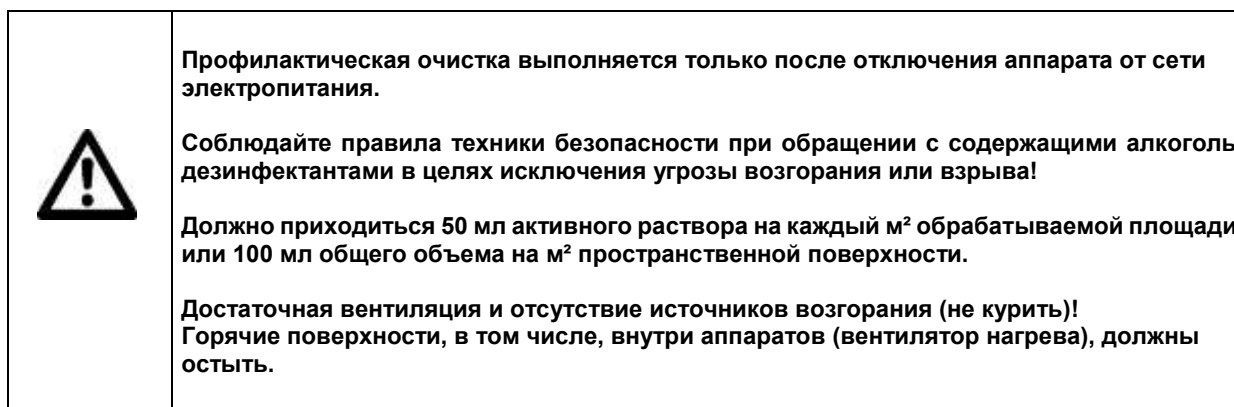 Профилактическая очистка выполняется только после отключения аппарата от сети
электропитания.
Соблюдайте правила техники безопасности при обращении с содержащими алкоголь
дезинфектантами в целях исключения угрозы возгорания или взрыва!
Должно приходиться 50 мл активного раствора на каждый м² обрабатываемой площади
или 100 мл общего объема на м² пространственной поверхности.
Достаточная вентиляция и отсутствие источников возгорания (не курить)!
Горячие поверхности, в том числе, внутри аппаратов (вентилятор нагрева), должны
остыть.